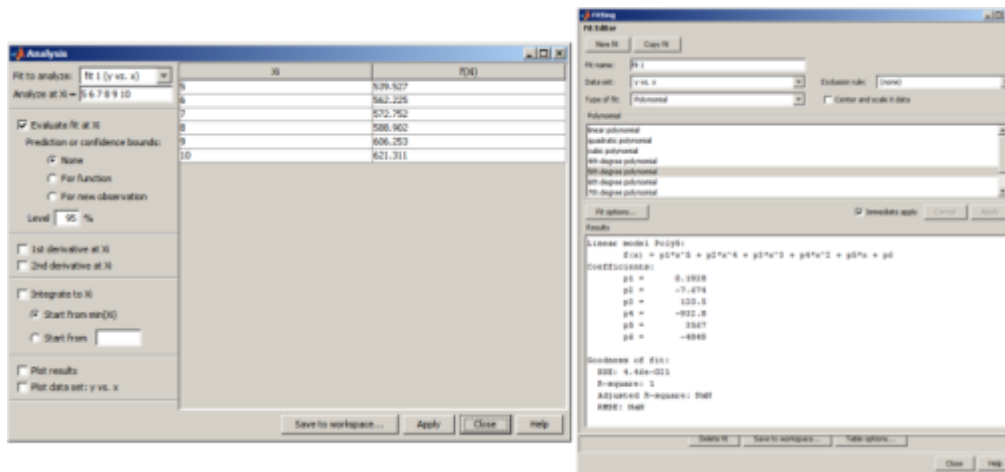 Analysis
Fit to analyze: fit 1 (y vs. x)
Analyze at Xi = 5 6 7 8 9 10
Evaluate fit at Xi
Prediction or confidence bounds:
None
For function
For new observation
Level 95 %
1st derivative at Xi
2nd derivative at Xi
Integrate to Xi
Start from min(Xi)
Start from
Plot results
Plot data set: y vs. x
Xi f(Xi)
5 539.527
6 562.225
7 572.752
8 588.902
9 606.253
10 621.311
Save to workspace... Apply Close Help
Fitting
Fit Editor
New fit Copy fit
Fit name: fit 1
Data set: y vs. x Exclusion rule: (none)
Type of fit: Polynomial Center and scale X data
Polynomial
linear polynomial
quadratic polynomial
cubic polynomial
4th degree polynomial
5th degree polynomial
6th degree polynomial
7th degree polynomial
Fit options... Immediate apply Cancel Apply
Results
Linear model Poly5:
f(x) = p1*x^5 + p2*x^4 + p3*x^3 + p4*x^2 + p5*x + p6
Coefficients:
p1 =
p2 = -7.674
p3 = 120.5
p4 = -932.8
p5 = 3567
p6 =
Goodness of fit:
SSE:
R-square: 1
Adjusted R-square: NaN
RMSE: NaN
Delete fit Save to workspace... Table options...
Close Help